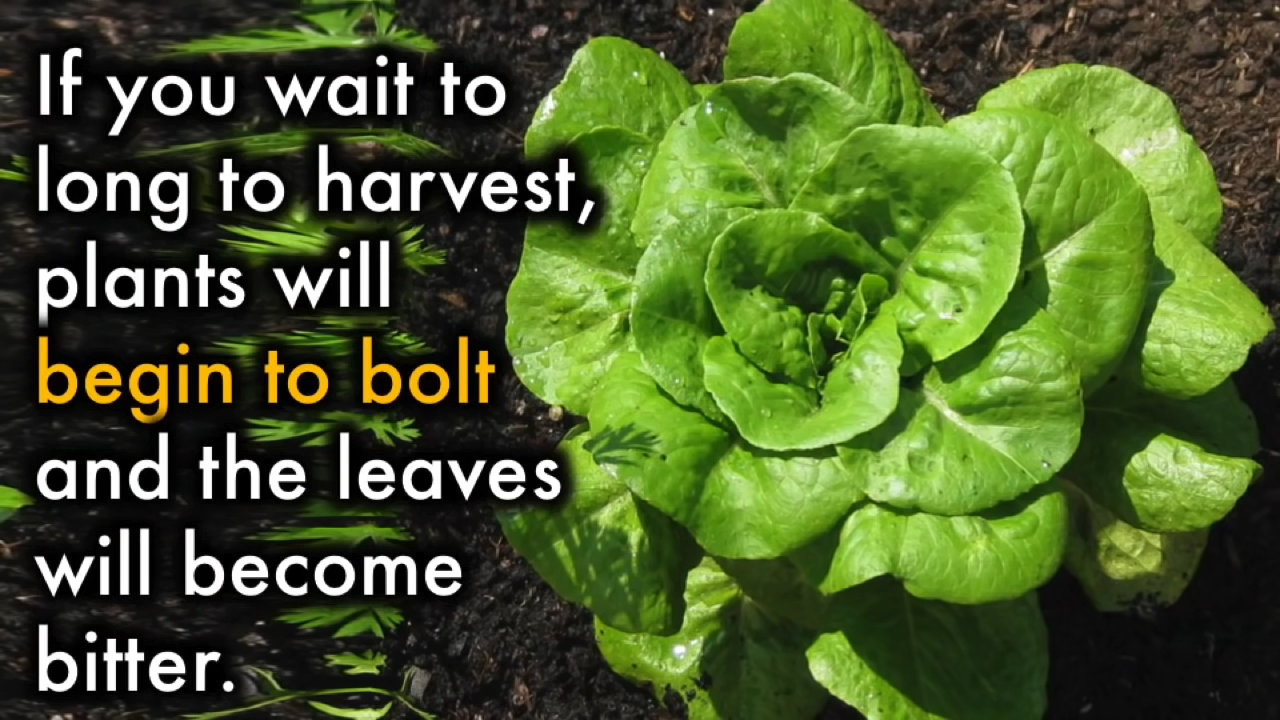 If you wait to
long to harvest,
plants will
begin to bolt
and the leaves
will become
bitter.